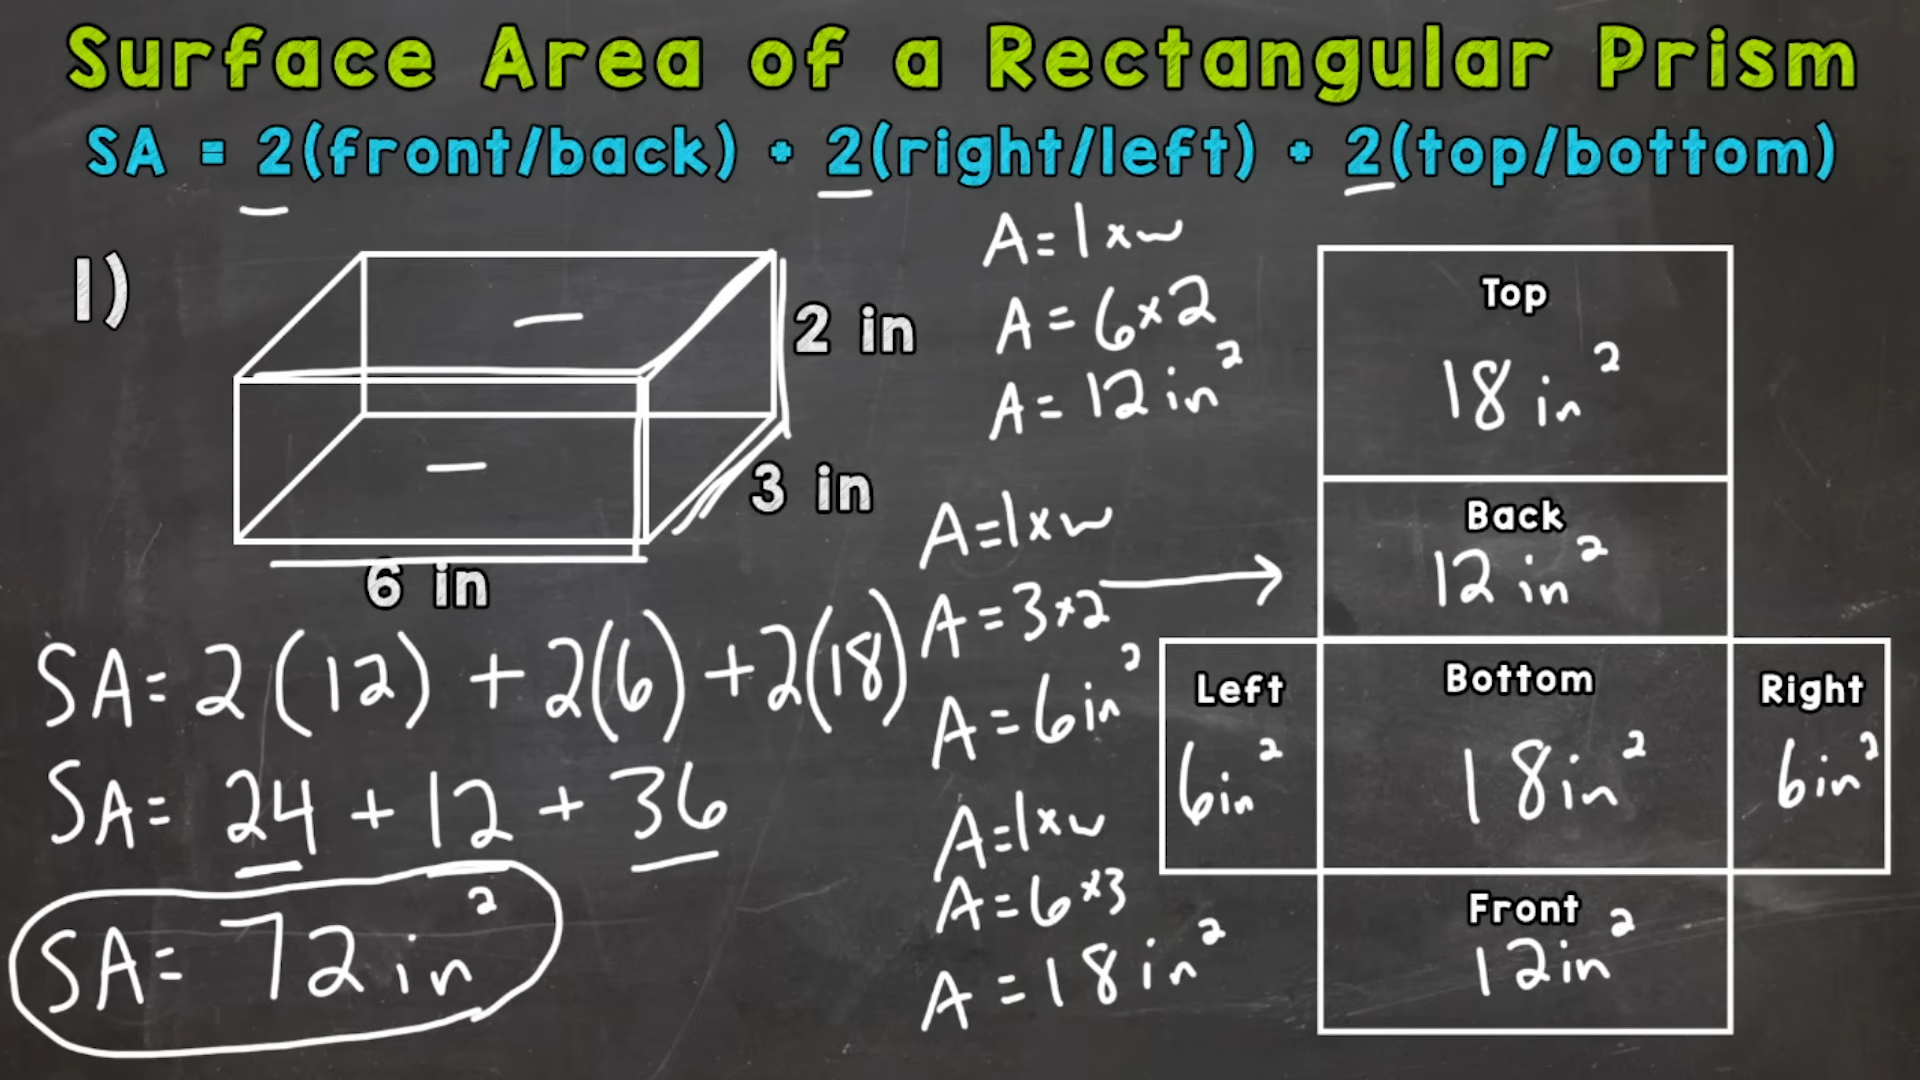 Surface Area of a Rectangular Prism
SA = 2(front/back) + 2(right/left) + 2(top/bottom)
1)
2 in
3 in
6 in
A = l x w
A = 6 x 2
A = 12 in²
A = l x w
A = 3 x 2
A = 6 in²
A = l x w
A = 6 x 3
A = 18 in²
SA = 2(12) + 2(6) + 2(18)
SA = 24 + 12 + 36
SA = 72 in²
Top
18 in²
Back
12 in²
Left
6 in²
Bottom
18 in²
Right
6 in²
Front
12 in²